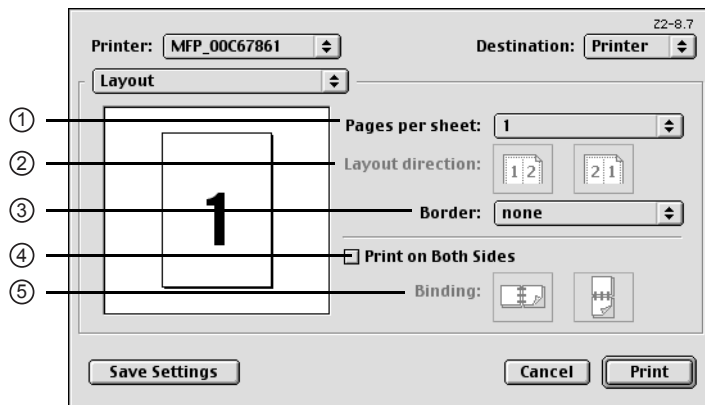 Z2-8.7
Printer: MFP_00C67861 Destination: Printer
Layout
① Pages per sheet: 1
② Layout direction: 1 2 2 1
1
③ Border: none
④ Print on Both Sides
⑤ Binding:
Save Settings Cancel Print